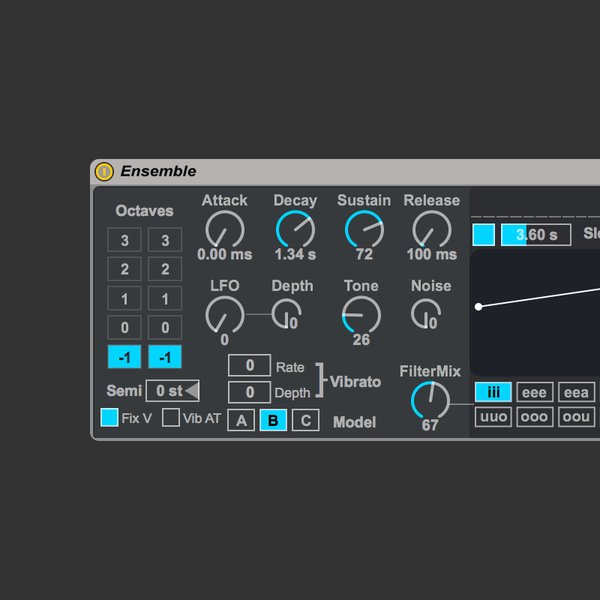 Ensemble
Octaves
3 3
2 2
1 1
0 0
-1 -1
Semi 0 st
Fix V Vib AT
Attack Decay Sustain Release
0.00 ms 1.34 s 72 100 ms
LFO Depth Tone Noise
0 0 26 0
0 Rate
0 Depth
Vibrato
A B C Model
FilterMix
67
3.60 s
iii eee eea
uuo ooo oou